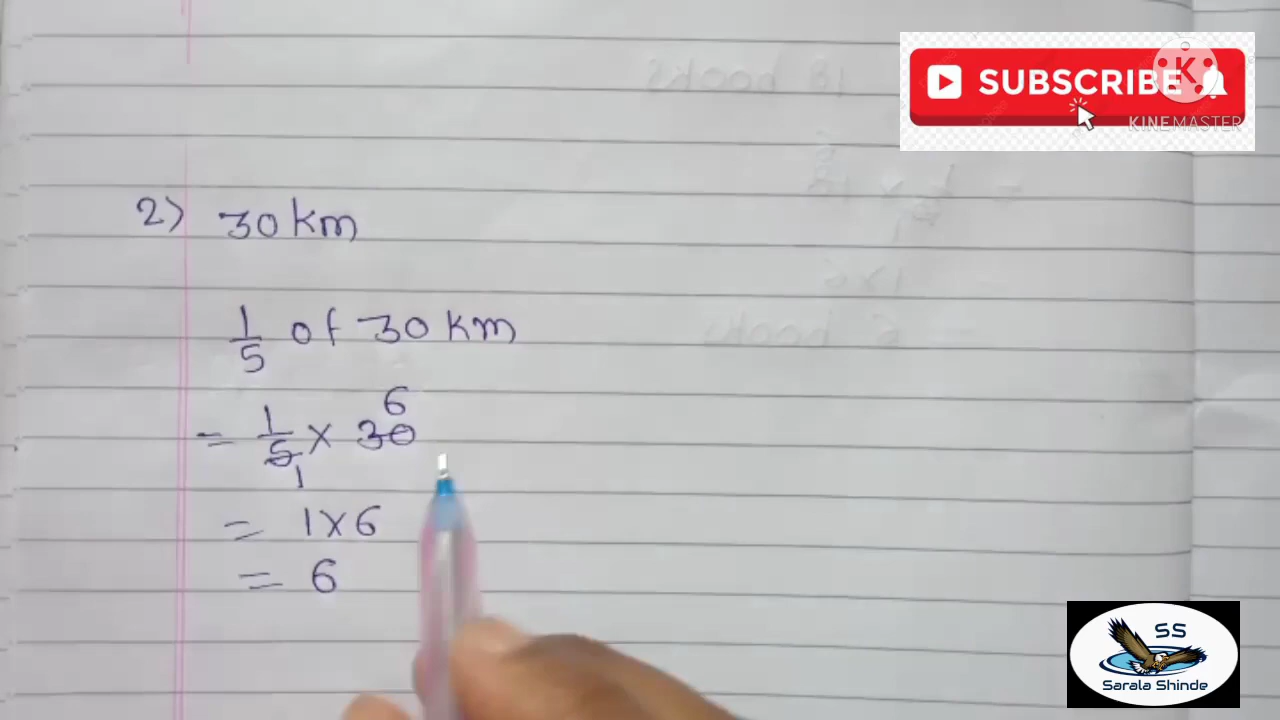 SUBSCRIBE
KINEMASTER
2) 30 km
1/5 of 30 km
= 1/5 × 30 6
1
= 1×6
= 6
SS
Sarala Shinde